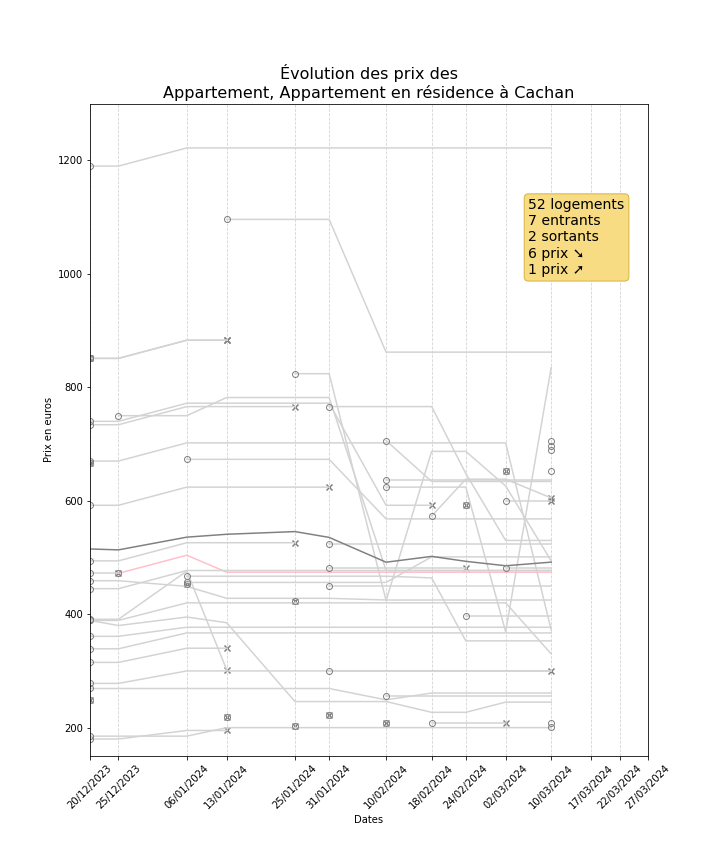 Évolution des prix des
Appartement, Appartement en résidence à Cachan
1200
1000
800
600
400
200
Prix en euros
52 logements
7 entrants
2 sortants
6 prix ➘
1 prix ➚
20/12/2023
25/12/2023
06/01/2024
13/01/2024
25/01/2024
31/01/2024
10/02/2024
18/02/2024
24/02/2024
02/03/2024
10/03/2024
17/03/2024
22/03/2024
27/03/2024
Dates